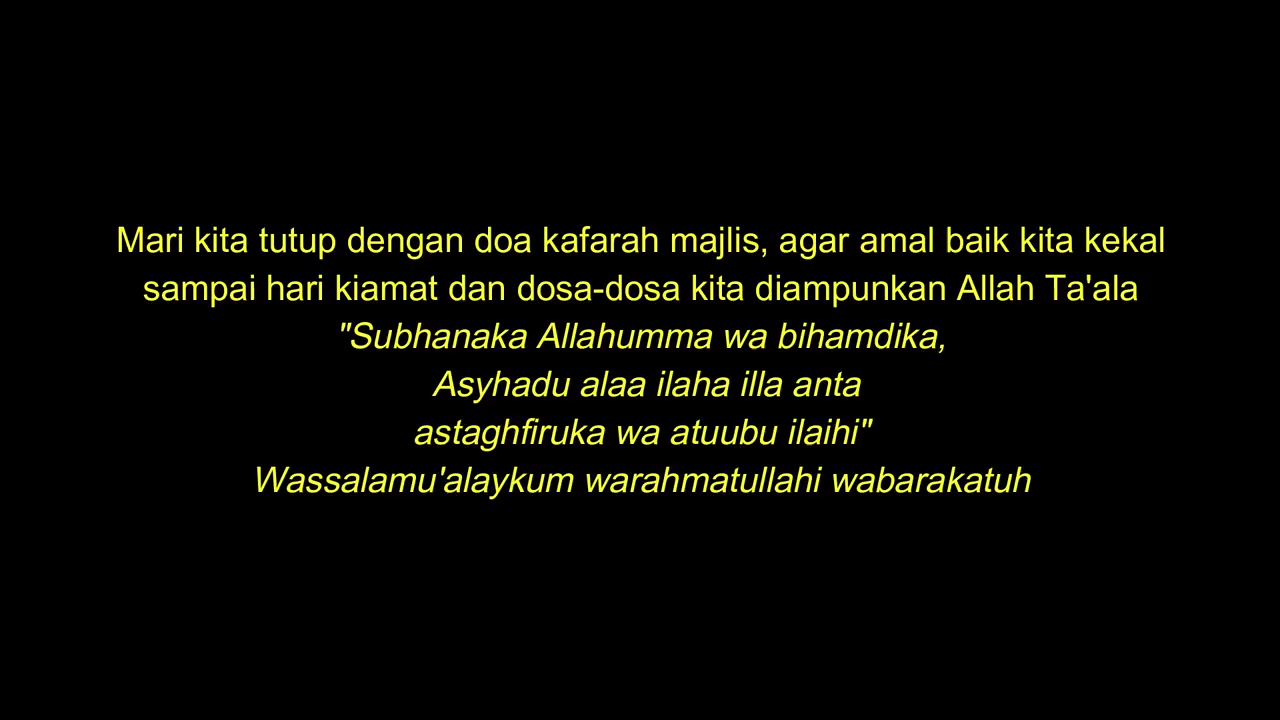 Mari kita tutup dengan doa kafarah majlis, agar amal baik kita kekal
sampai hari kiamat dan dosa-dosa kita diampunkan Allah Ta'ala
"Subhanaka Allahumma wa bihamdika,
Asyhadu alaa ilaha illa anta
astaghfiruka wa atuubu ilaihi"
Wassalamu'alaykum warahmatullahi wabarakatuh